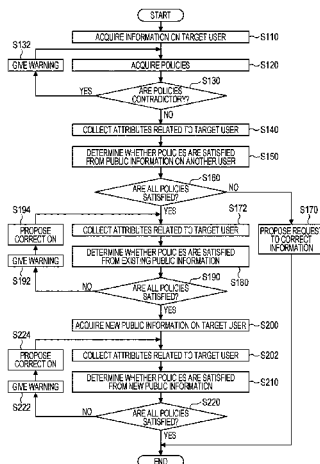 START
ACQUIRE INFORMATION ON TARGET USER
S110
S132
GIVE WARNING
ACQUIRE POLICIES
S120
S130
YES
ARE POLICIES
CONTRADICTORY?
NO
COLLECT ATTRIBUTES RELATED TO TARGET USER
S140
DETERMINE WHETHER POLICIES ARE SATISFIED
FROM PUBLIC INFORMATION ON ANOTHER USER
S150
S160
ARE ALL POLICIES
SATISFIED?
NO
YES
S194
S172
S170
PROPOSE
CORRECTION
COLLECT ATTRIBUTES RELATED TO TARGET USER
PROPOSE REQUEST
TO CORRECT
INFORMATION
GIVE WARNING
DETERMINE WHETHER POLICIES ARE SATISFIED
FROM EXISTING PUBLIC INFORMATION
S192
S190
S180
NO
ARE ALL POLICIES
SATISFIED?
YES
ACQUIRE NEW PUBLIC INFORMATION ON TARGET USER
S200
S224
PROPOSE
CORRECTION
COLLECT ATTRIBUTES RELATED TO TARGET USER
S202
GIVE WARNING
DETERMINE WHETHER POLICIES ARE SATISFIED
FROM NEW PUBLIC INFORMATION
S210
S222
S220
NO
ARE ALL POLICIES
SATISFIED?
YES
END